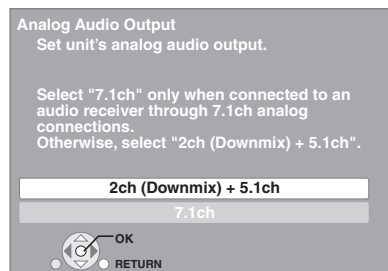 Analog Audio Output
Set unit's analog audio output.
Select "7.1ch" only when connected to an
audio receiver through 7.1ch analog
connections.
Otherwise, select "2ch (Downmix) + 5.1ch".
2ch (Downmix) + 5.1ch
7.1ch
OK
RETURN